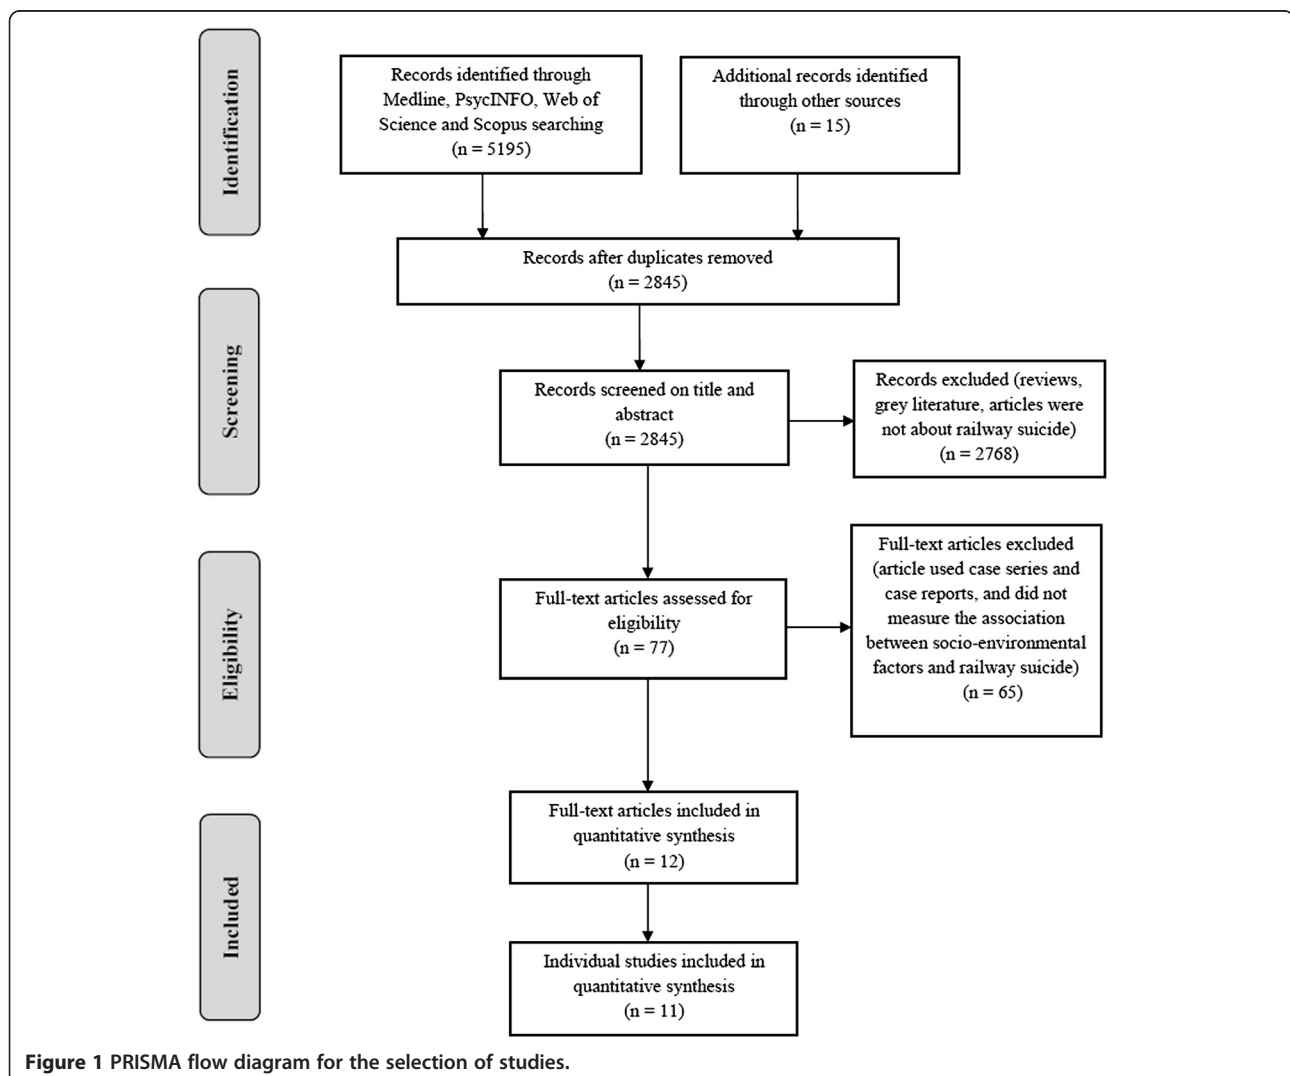 Identification
Records identified through
Medline, PsycINFO, Web of
Science and Scopus searching
(n = 5195)
Additional records identified
through other sources
(n = 15)
Records after duplicates removed
(n = 2845)
Screening
Records screened on title and
abstract
(n = 2845)
Records excluded (reviews,
grey literature, articles were
not about railway suicide)
(n = 2768)
Eligibility
Full-text articles assessed for
eligibility
(n = 77)
Full-text articles excluded
(article used case series and
case reports, and did not
measure the association
between socio-environmental
factors and railway suicide)
(n = 65)
Included
Full-text articles included in
quantitative synthesis
(n = 12)
Individual studies included in
quantitative synthesis
(n = 11)
Figure 1 PRISMA flow diagram for the selection of studies.